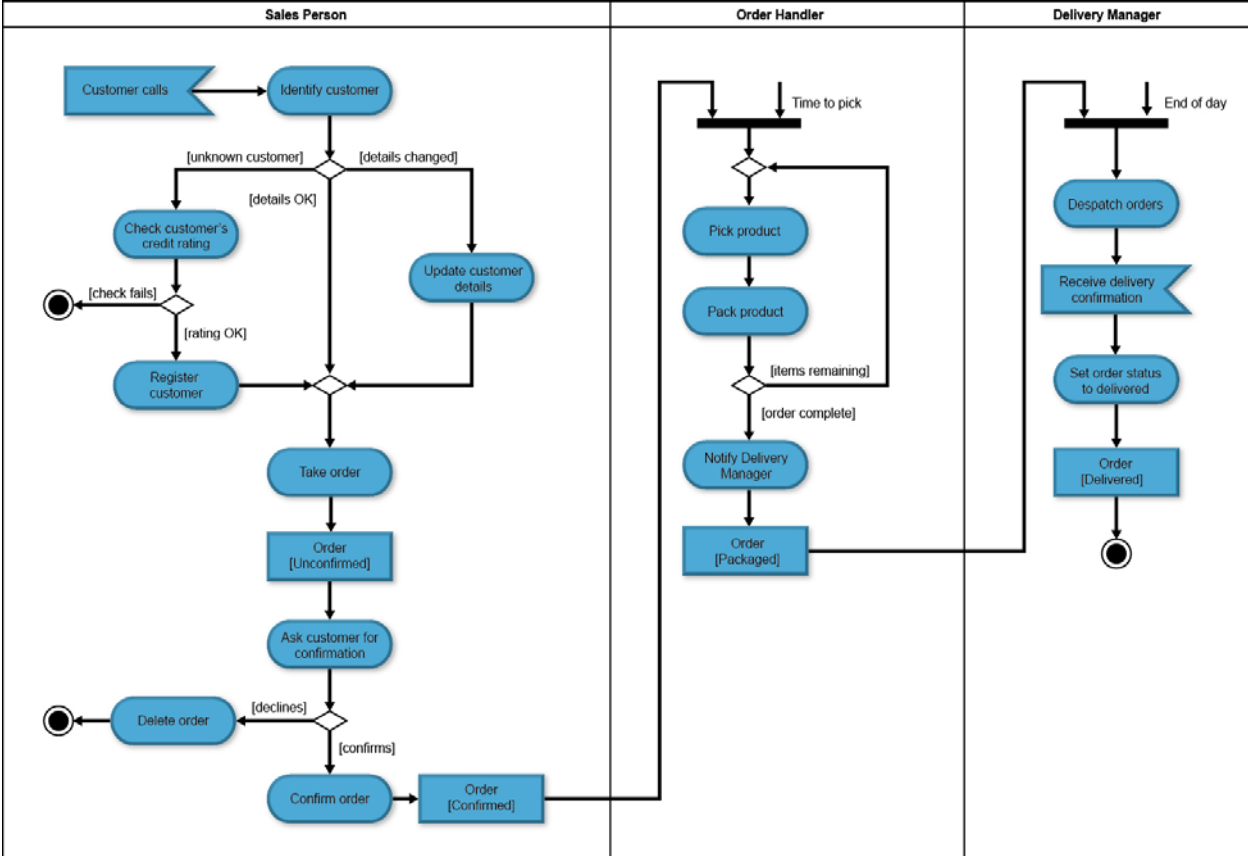 Sales Person
Order Handler
Delivery Manager
Customer calls
Identify customer
[unknown customer]
[details changed]
[details OK]
Check customer's
credit rating
Update customer
details
[check fails]
[rating OK]
Register
customer
Take order
Order
[Unconfirmed]
Ask customer for
confirmation
[declines]
Delete order
[confirms]
Confirm order
Order
[Confirmed]
Time to pick
Pick product
Pack product
[items remaining]
[order complete]
Notify Delivery
Manager
Order
[Packaged]
End of day
Despatch orders
Receive delivery
confirmation
Set order status
to delivered
Order
[Delivered]